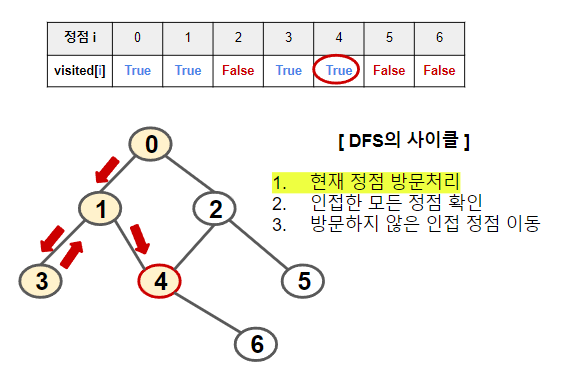 정점 i 0 1 2 3 4 5 6
visited[i] True True False True True False False
[ DFS의 사이클 ]
1. 현재 정점 방문처리
2. 인접한 모든 정점 확인
3. 방문하지 않은 인접 정점 이동
0
1 2
3 4 5
6